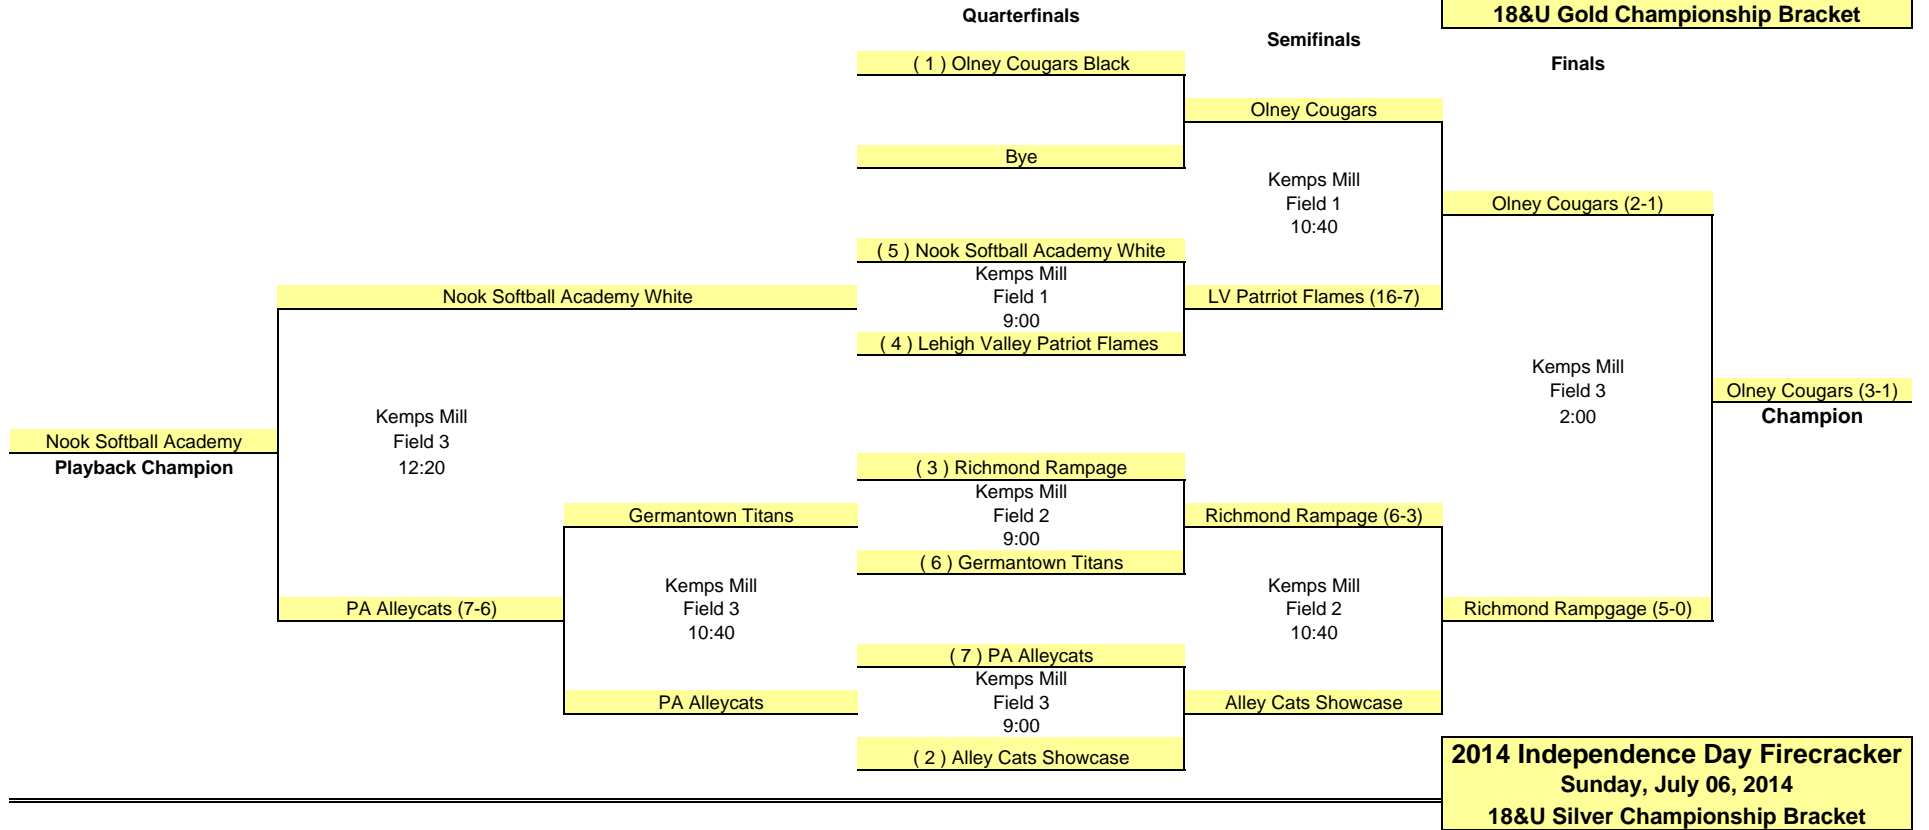 18&U Gold Championship Bracket
Quarterfinals
Semifinals
Finals
( 1 ) Olney Cougars Black
Olney Cougars
Bye
Kemps Mill
Field 1
10:40
Olney Cougars (2-1)
( 5 ) Nook Softball Academy White
Kemps Mill
Field 1
9:00
Nook Softball Academy White
LV Patrriot Flames (16-7)
( 4 ) Lehigh Valley Patriot Flames
Kemps Mill
Field 3
2:00
Olney Cougars (3-1)
Champion
Kemps Mill
Field 3
12:20
Nook Softball Academy
Playback Champion
( 3 ) Richmond Rampage
Kemps Mill
Field 2
9:00
Germantown Titans
Richmond Rampage (6-3)
( 6 ) Germantown Titans
Kemps Mill
Field 3
10:40
Kemps Mill
Field 2
10:40
PA Alleycats (7-6)
Richmond Rampgage (5-0)
( 7 ) PA Alleycats
Kemps Mill
Field 3
9:00
PA Alleycats
Alley Cats Showcase
( 2 ) Alley Cats Showcase
2014 Independence Day Firecracker
Sunday, July 06, 2014
18&U Silver Championship Bracket